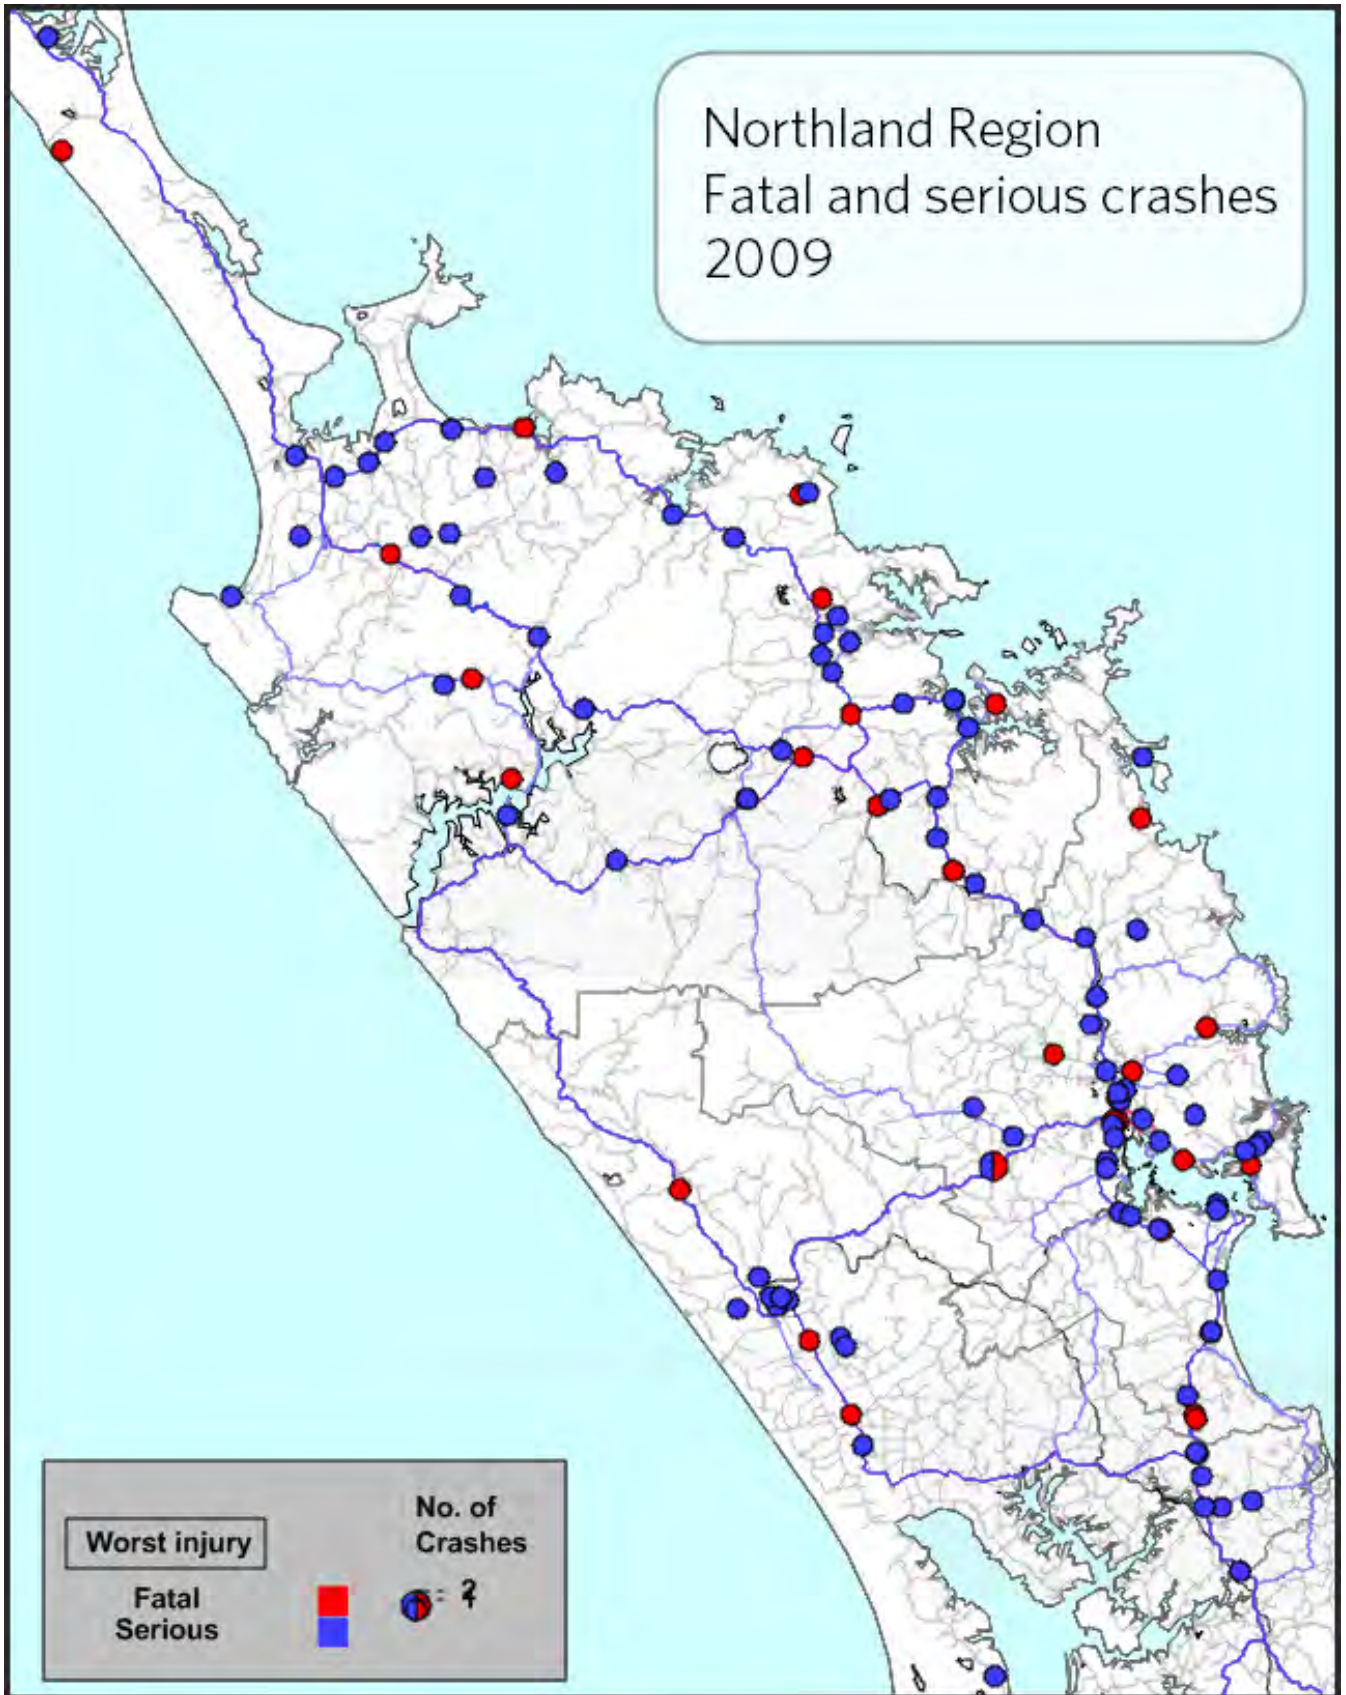 Northland Region
Fatal and serious crashes
2009
No. of
Crashes
Worst injury
Fatal
Serious